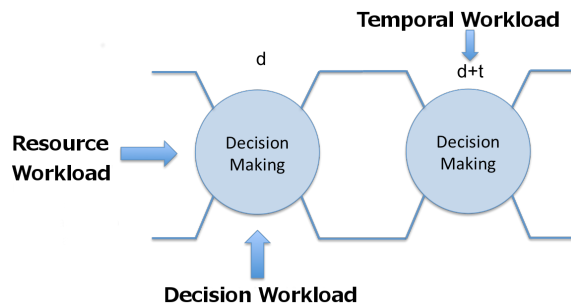 Temporal Workload
d
d+t
Resource
Workload
Decision
Making
Decision
Making
Decision Workload